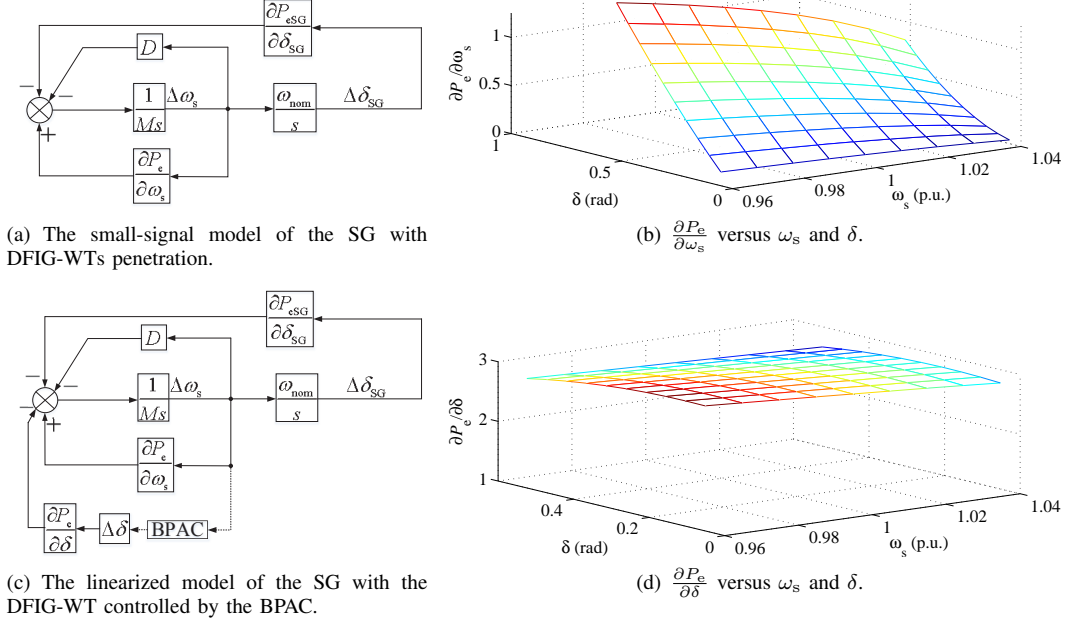 ∂P_eSG
∂δ_SG
D
−
−
+
1
Ms
Δω_s
ω_nom
s
Δδ_SG
∂P_e
∂ω_s
(a) The small-signal model of the SG with
DFIG-WTs penetration.
∂P_e/∂ω_s
1
0.5
0
1
0.5
0
δ (rad)
0.96
0.98
1
1.02
1.04
ω_s (p.u.)
(b) ∂P_e/∂ω_s versus ω_s and δ.
∂P_eSG
∂δ_SG
D
−
−
−
+
1
Ms
Δω_s
ω_nom
s
Δδ_SG
∂P_e
∂ω_s
∂P_e
∂δ
Δδ
BPAC
(c) The linearized model of the SG with the
DFIG-WT controlled by the BPAC.
∂P_e/∂δ
3
2
1
0.4
0.2
0
δ (rad)
0.96
0.98
1
1.02
1.04
ω_s (p.u.)
(d) ∂P_e/∂δ versus ω_s and δ.